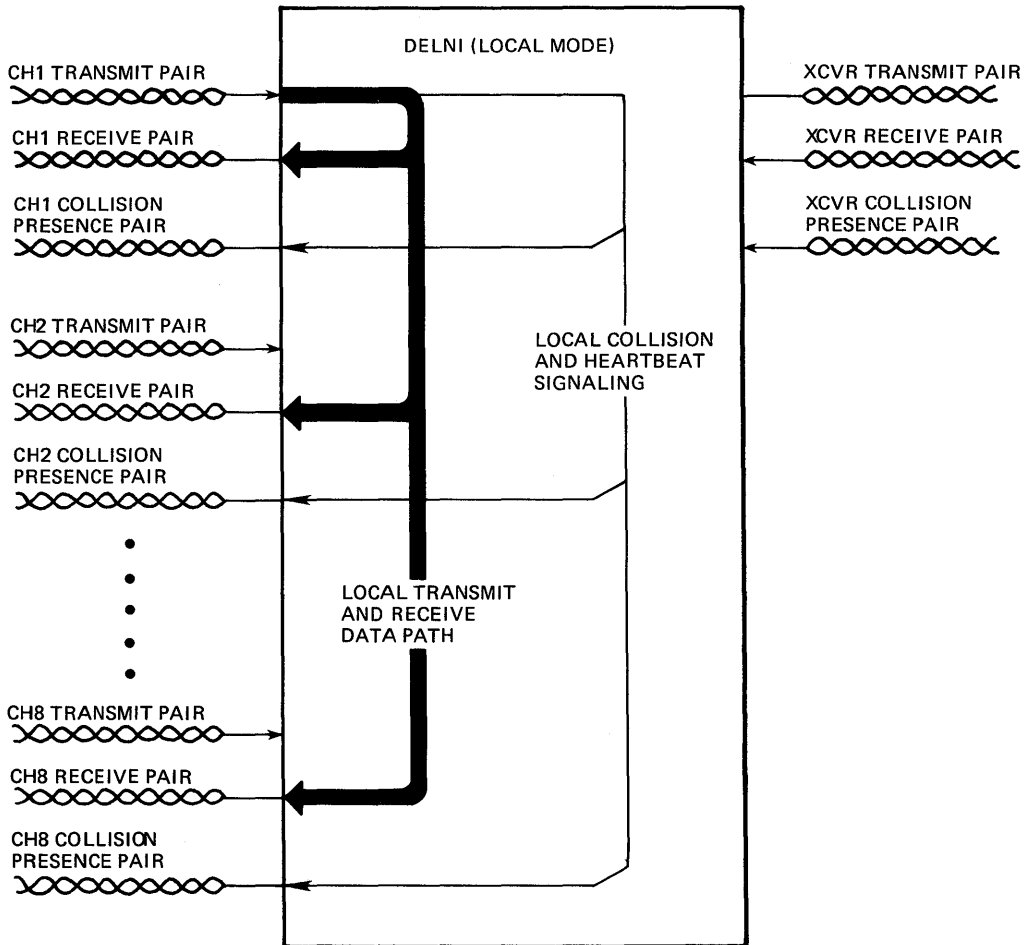 DELNI (LOCAL MODE)
CH1 TRANSMIT PAIR
CH1 RECEIVE PAIR
CH1 COLLISION
PRESENCE PAIR
CH2 TRANSMIT PAIR
CH2 RECEIVE PAIR
CH2 COLLISION
PRESENCE PAIR
CH8 TRANSMIT PAIR
CH8 RECEIVE PAIR
CH8 COLLISION
PRESENCE PAIR
LOCAL TRANSMIT
AND RECEIVE
DATA PATH
LOCAL COLLISION
AND HEARTBEAT
SIGNALING
XCVR TRANSMIT PAIR
XCVR RECEIVE PAIR
XCVR COLLISION
PRESENCE PAIR